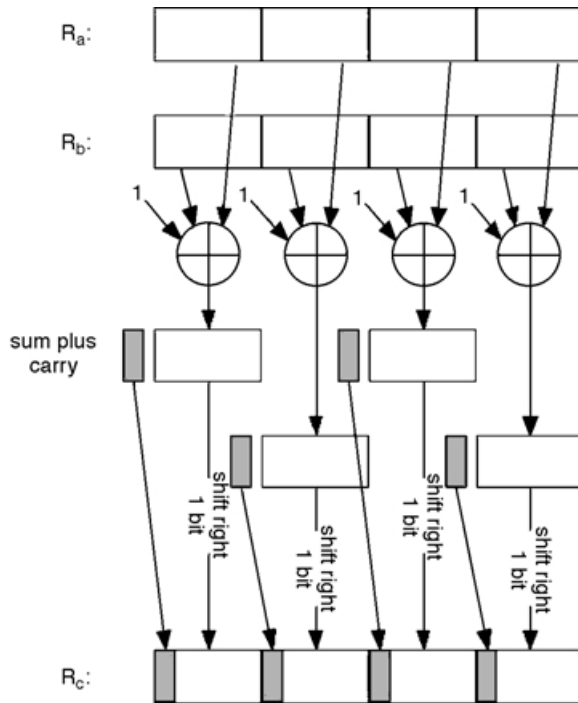 Ra:
Rb:
1
1
1
1
sum plus
carry
shift right
1 bit
shift right
1 bit
shift right
1 bit
shift right
1 bit
Rc: